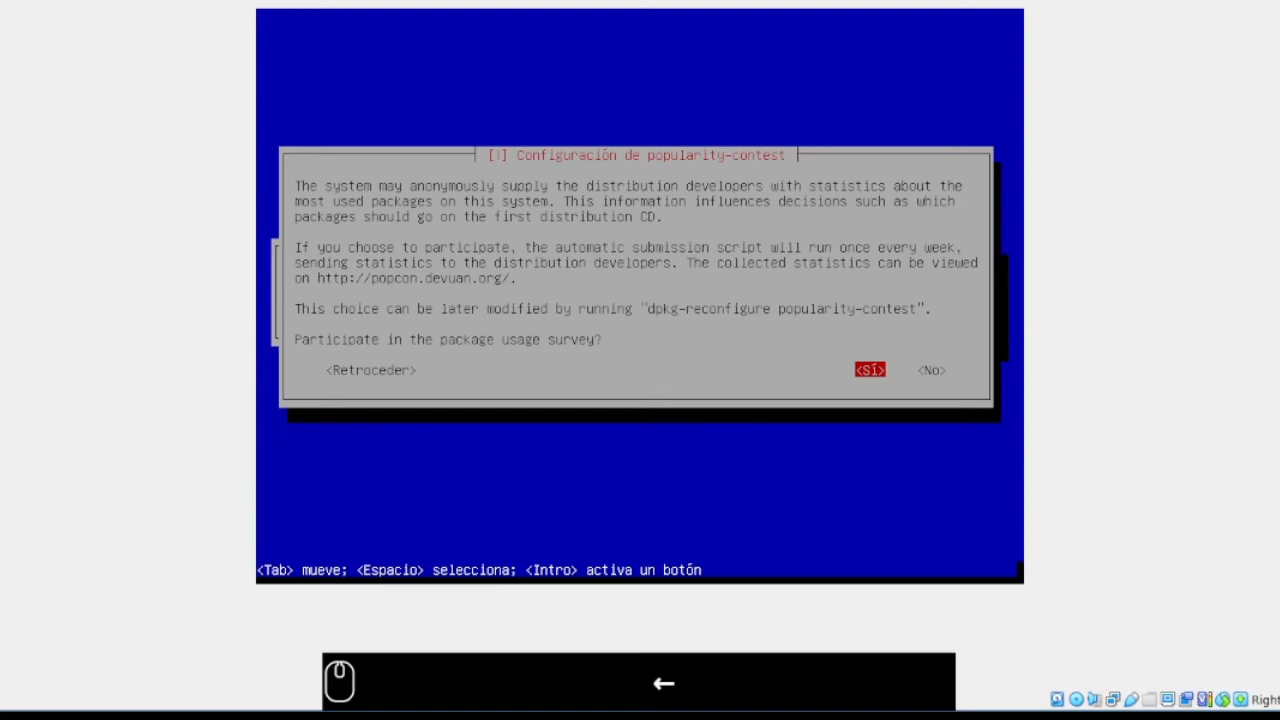 [!] Configuración de popularity-contest
The system may anonymously supply the distribution developers with statistics about the
most used packages on this system. This information influences decisions such as which
packages should go on the first distribution CD.
If you choose to participate, the automatic submission script will run once every week,
sending statistics to the distribution developers. The collected statistics can be viewed
on http://popcon.devuan.org/.
This choice can be later modified by running "dpkg-reconfigure popularity-contest".
Participate in the package usage survey?
<Retroceder> <Sí> <No>
<Tab> mueve; <Espacio> selecciona; <Intro> activa un botón
Right